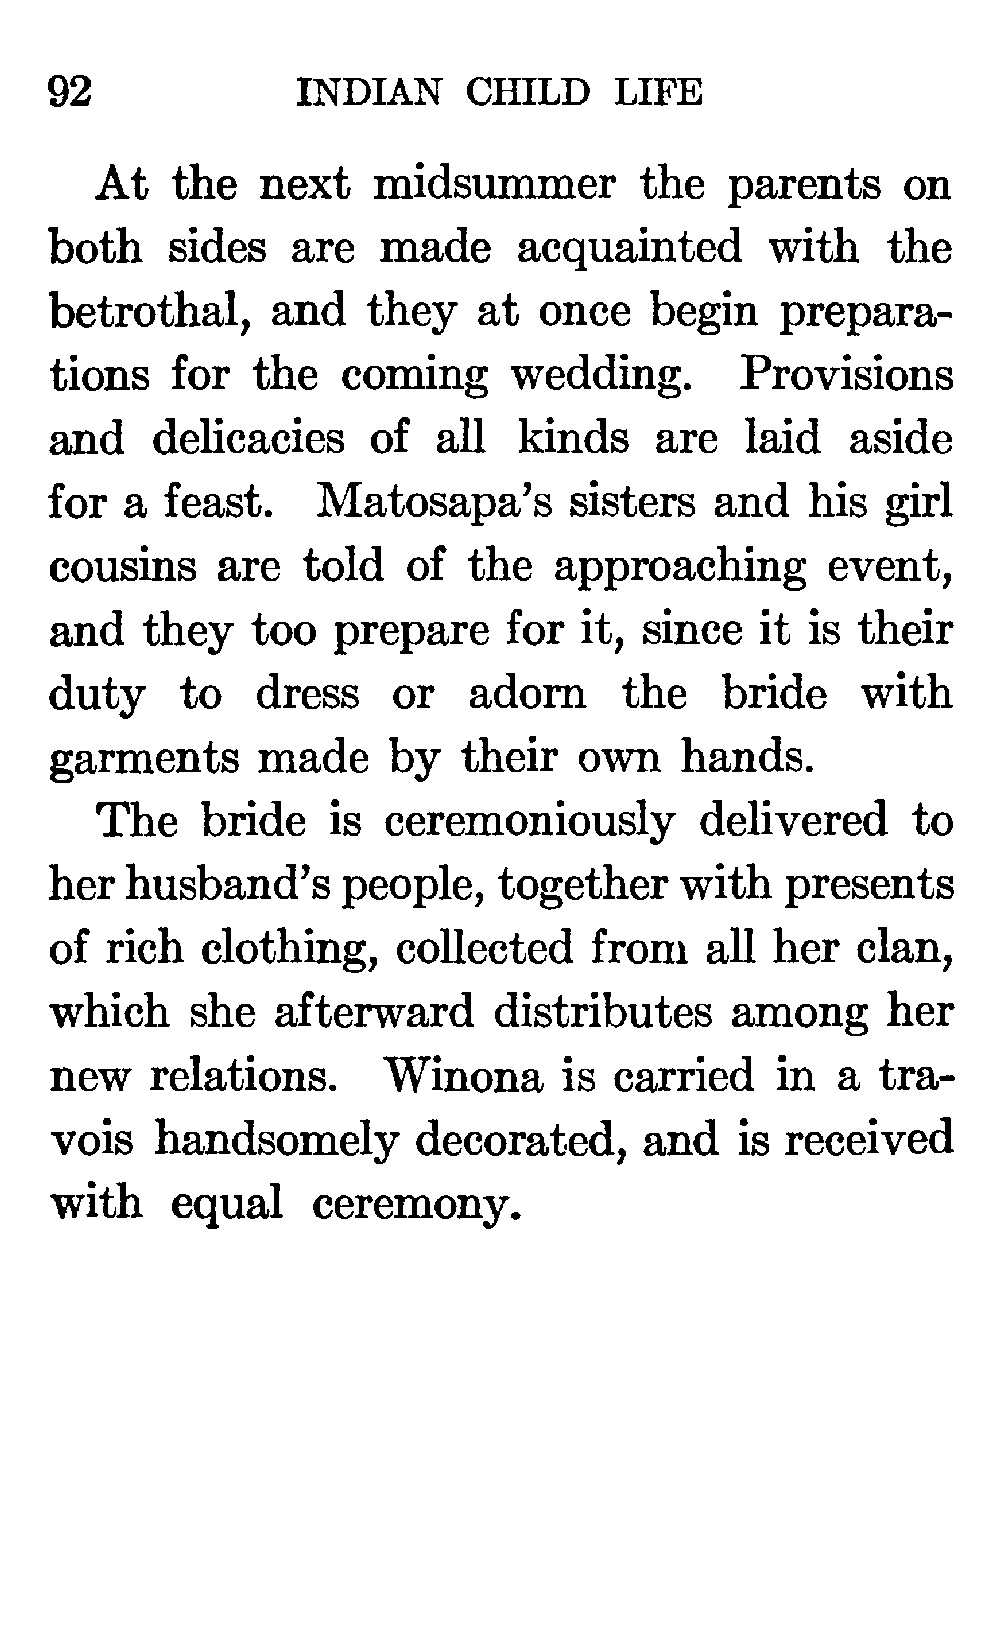 92 INDIAN CHILD LIFE
At the next midsummer the parents on
both sides are made acquainted with the
betrothal, and they at once begin prepara-
tions for the coming wedding. Provisions
and delicacies of all kinds are laid aside
for a feast. Matosapa's sisters and his girl
cousins are told of the approaching event,
and they too prepare for it, since it is their
duty to dress or adorn the bride with
garments made by their own hands.
The bride is ceremoniously delivered to
her husband's people, together with presents
of rich clothing, collected from all her clan,
which she afterward distributes among her
new relations. Winona is carried in a tra-
vois handsomely decorated, and is received
with equal ceremony.